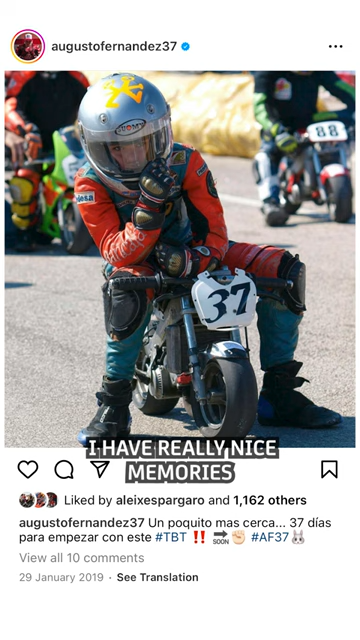 augustofernandez37
88
SUOMY
37
I HAVE REALLY NICE
MEMORIES
Liked by aleixespargaro and 1,162 others
augustofernandez37 Un poquito mas cerca... 37 días
para empezar con este #TBT ‼️ 🔜 ✊🏻 #AF37🐰
View all 10 comments
29 January 2019 · See Translation